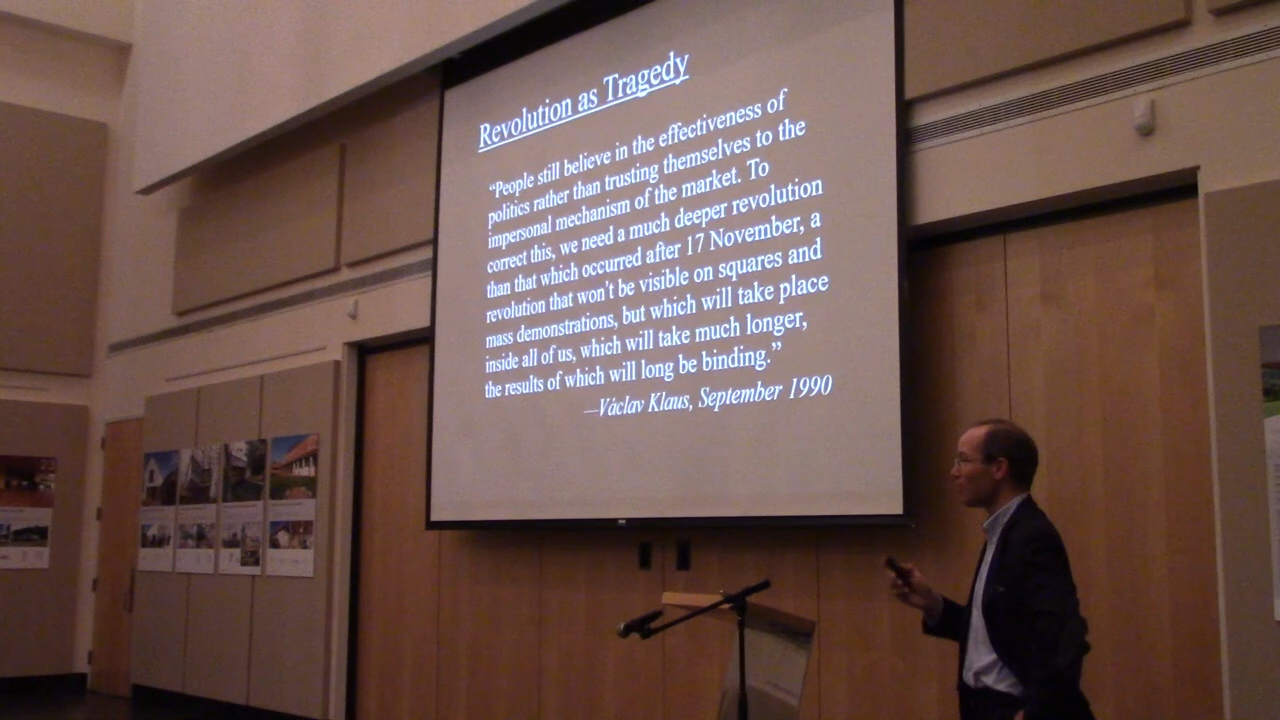 Revolution as Tragedy
“People still believe in the effectiveness of
politics rather than trusting themselves to the
impersonal mechanism of the market. To
correct this, we need a much deeper revolution
than that which occurred after 17 November, a
revolution that won't be visible on squares and
mass demonstrations, but which will take place
inside all of us, which will take much longer,
the results of which will long be binding.”
—Václav Klaus, September 1990